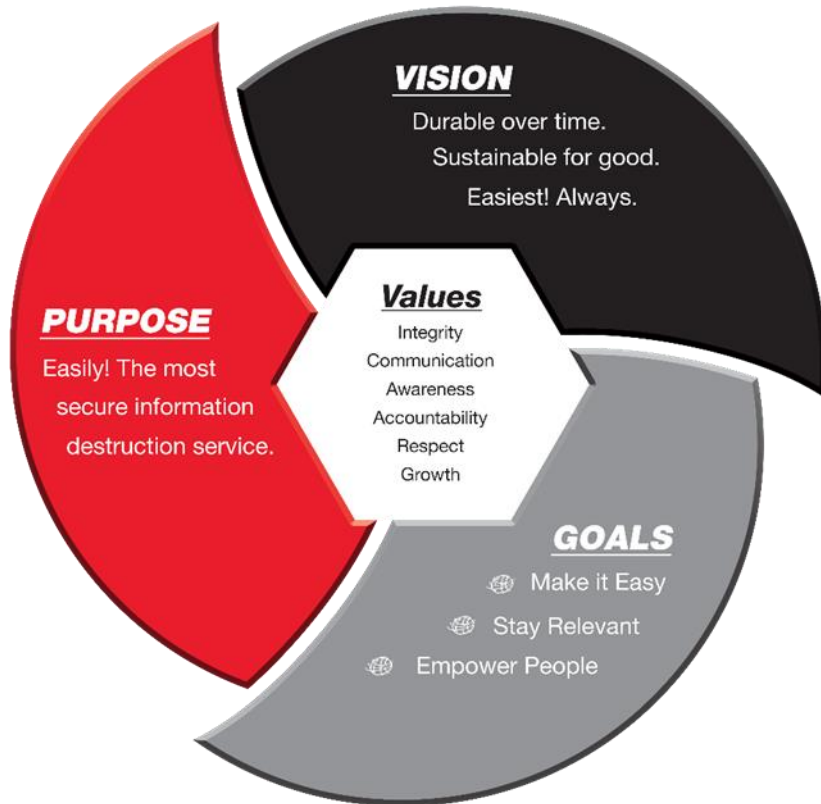 VISION
Durable over time.
Sustainable for good.
Easiest! Always.
PURPOSE
Easily! The most
secure information
destruction service.
Values
Integrity
Communication
Awareness
Accountability
Respect
Growth
GOALS
Make it Easy
Stay Relevant
Empower People